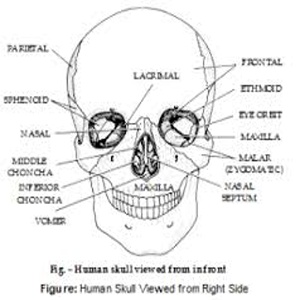 PARIETAL
FRONTAL
LACRIMAL
ETHMOID
SPHENOID
EYE ORBIT
NASAL
MAXILLA
MIDDLE
CHONCHA
MALAR
(ZYGOMATIC)
INFERIOR
CHONCHA
MAXILLA
NASAL
SEPTUM
VOMER
Fig. - Human skull viewed from infront
Figure: Human Skull Viewed from Right Side